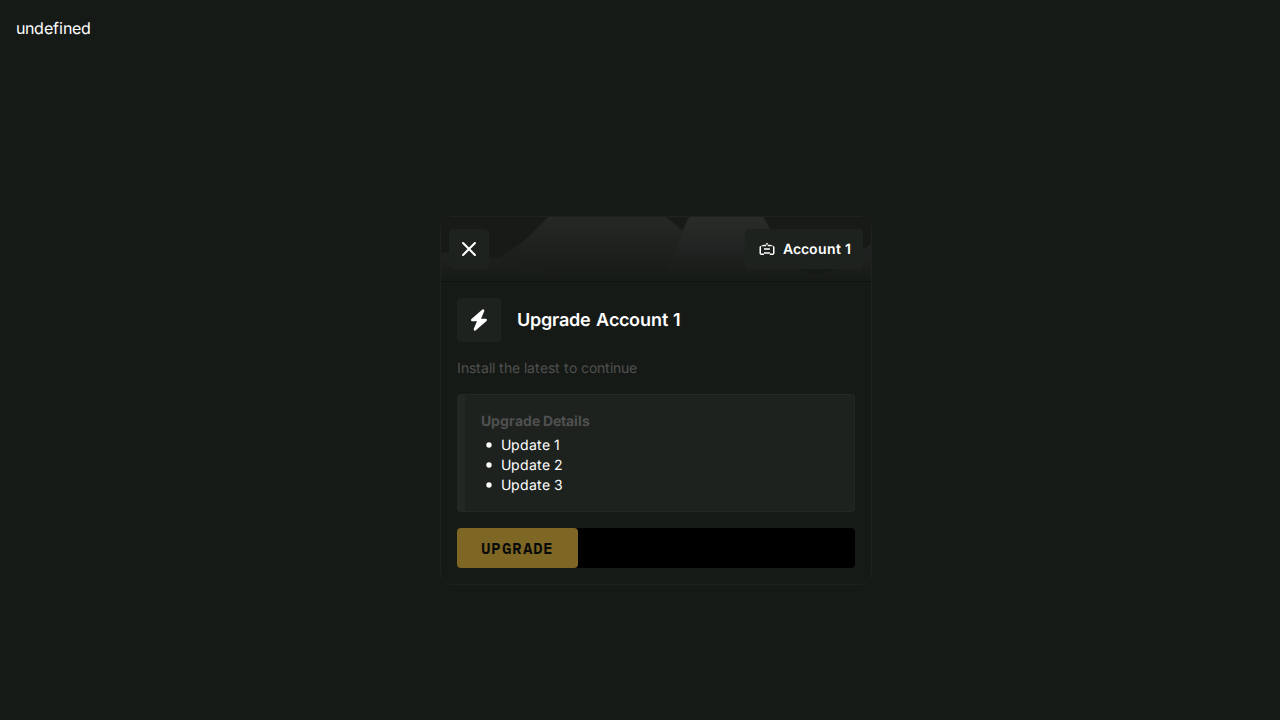 undefined
Account 1
Upgrade Account 1
Install the latest to continue
Upgrade Details
Update 1
Update 2
Update 3
UPGRADE